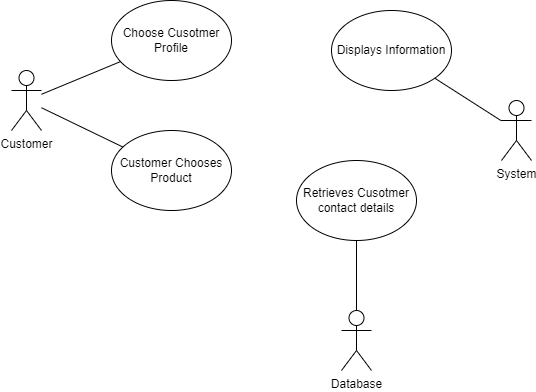 Choose Cusotmer
Profile
Displays Information
Customer
Customer Chooses
Product
System
Retrieves Cusotmer
contact details
Database